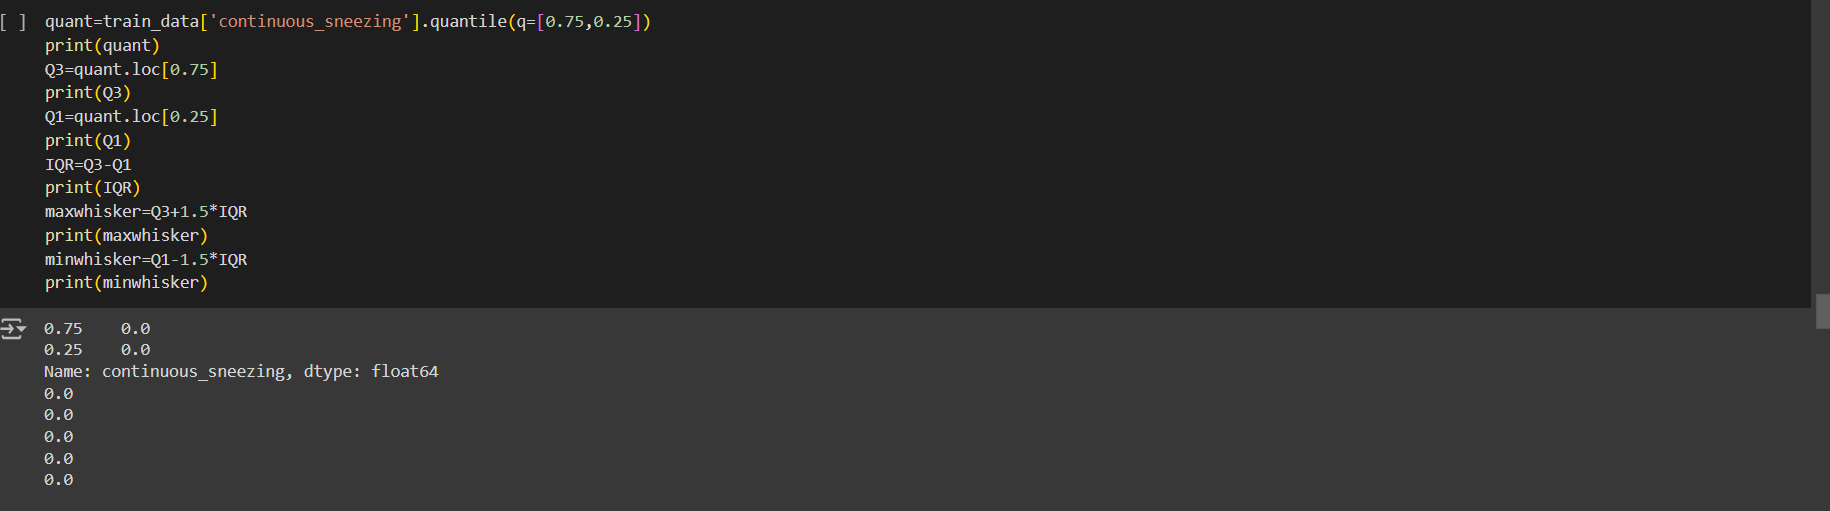 [ ] quant=train_data['continuous_sneezing'].quantile(q=[0.75,0.25])
print(quant)
Q3=quant.loc[0.75]
print(Q3)
Q1=quant.loc[0.25]
print(Q1)
IQR=Q3-Q1
print(IQR)
maxwhisker=Q3+1.5*IQR
print(maxwhisker)
minwhisker=Q1-1.5*IQR
print(minwhisker)
0.75    0.0
0.25    0.0
Name: continuous_sneezing, dtype: float64
0.0
0.0
0.0
0.0
0.0